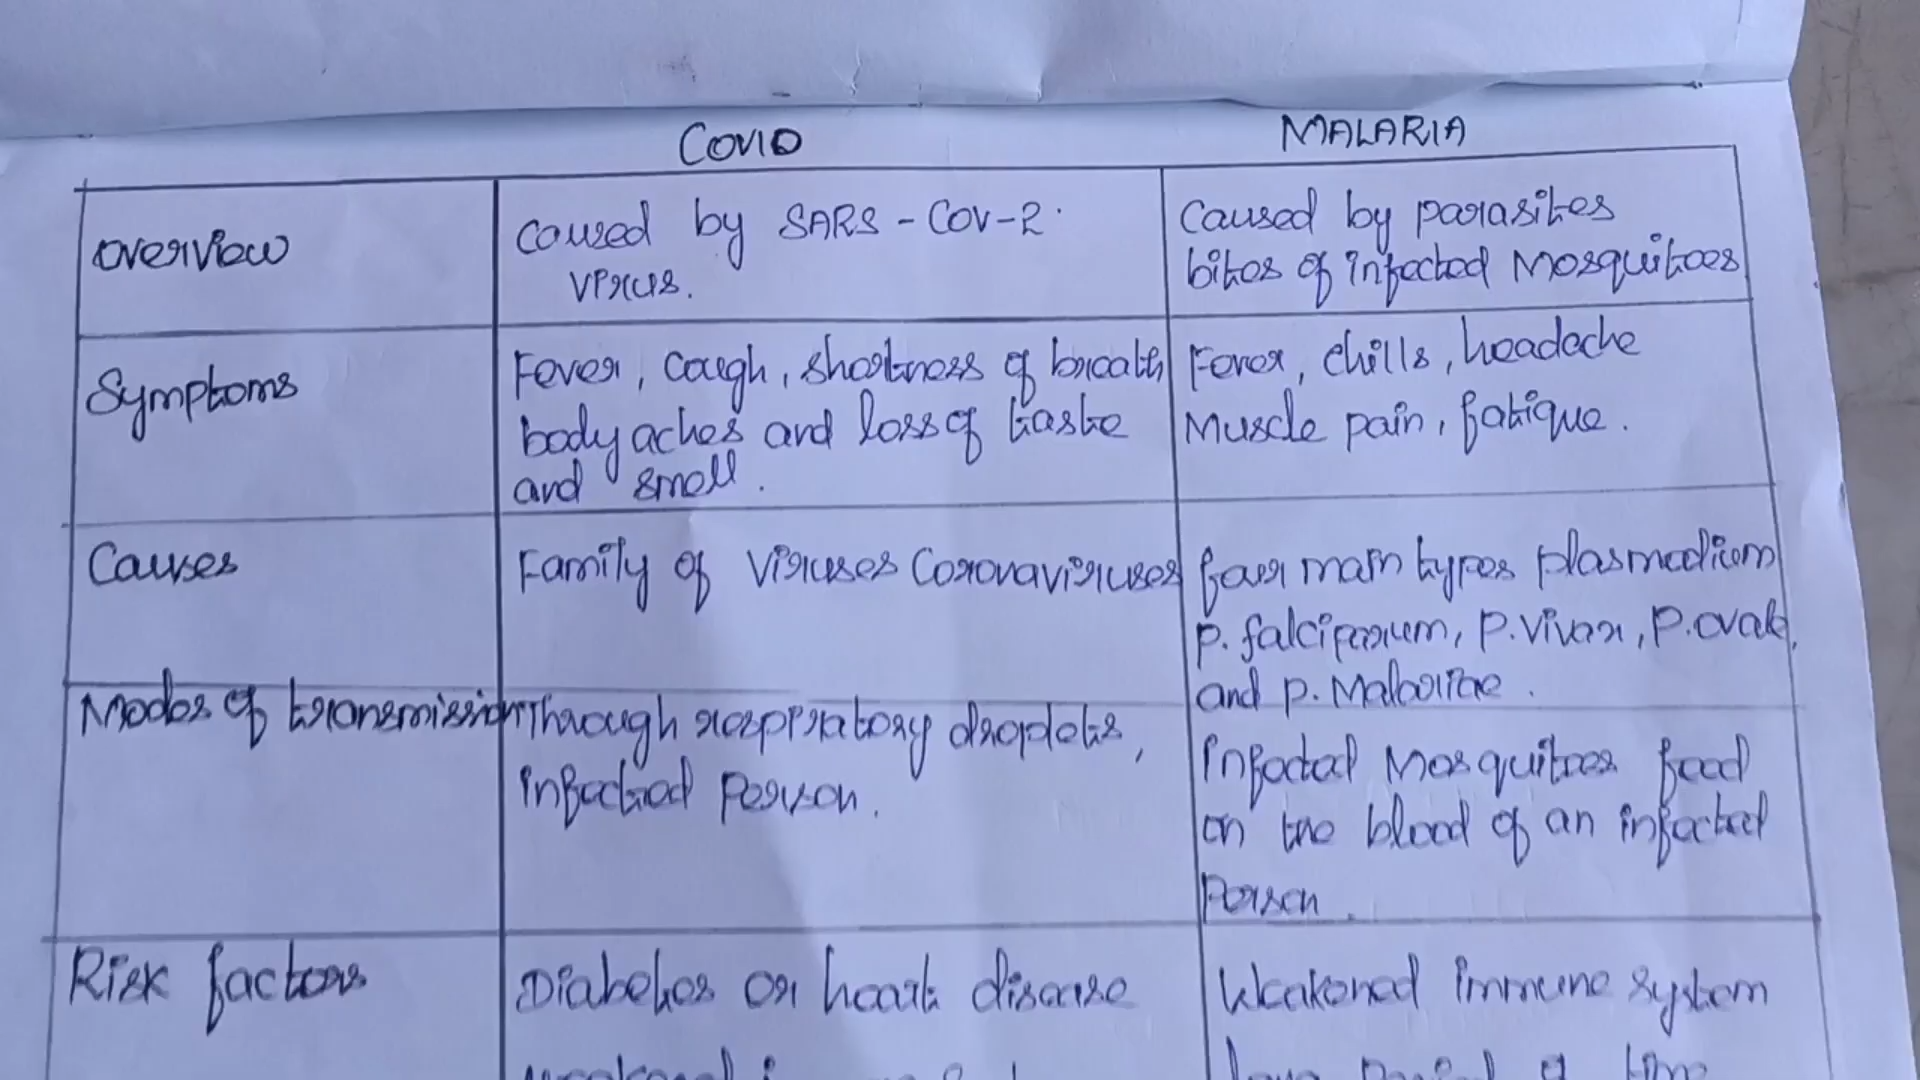 COVID MALARIA
Overview
Caused by SARS-COV-2.
virus.
Caused by parasites
bites of infected Mosquitoes
Symptoms
Fever, Cough, shortness of breath
body aches and loss of taste
and smell.
Fever, chills, headache
Muscle pain, fatique.
Causes
Family of Viruses Coronaviruses
four main types plasmodium
P. falciparum, P. vivax, P. ovale,
and P. Malariae.
Modes of transmission
Through respiratory droplets,
infected person.
Infected Mosquitoes feed
on the blood of an infected
Person.
Risk factors
Diabetes or heart disease
Weakened immune system